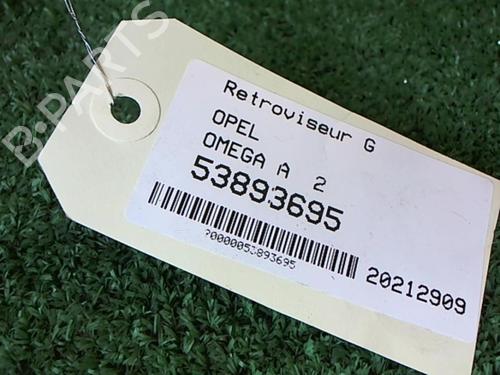 B-PARTS
Retroviseur G
OPEL
OMEGA A 2
53893695
P0000053893695
20212909